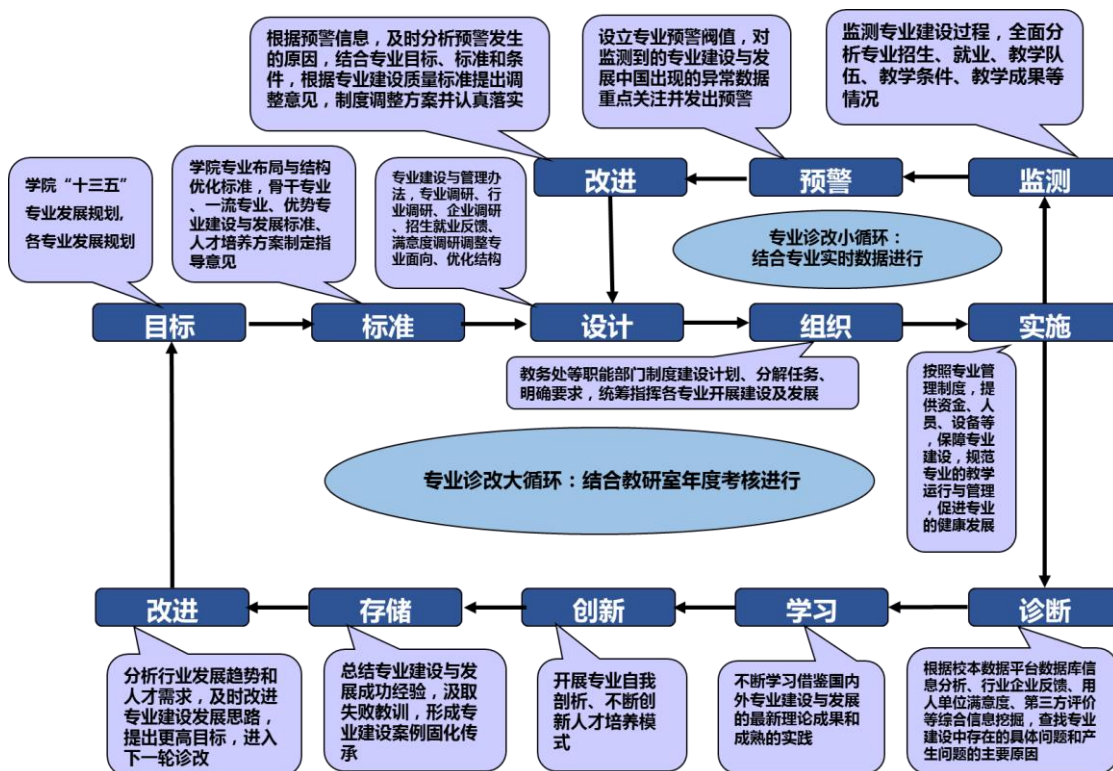 根据预警信息，及时分析预警发生
的原因，结合专业目标、标准和条
件，根据专业建设质量标准提出调
整意见，制度调整方案并认真落实
设立专业预警阀值，对
监测到的专业建设与发
展中国出现的异常数据
重点关注并发出预警
监测专业建设过程，全面分
析专业招生、就业、教学队
伍、教学条件、教学成果等
情况
学院“十三五”
专业发展规划,
各专业发展规划
学院专业布局与结构
优化标准，骨干专业
、一流专业、优势专
业建设与发展标准、
人才培养方案制定指
导意见
专业建设与管理办
法，专业调研、行
业调研、企业调研
、招生就业反馈、
满意度调研调整专
业面向、优化结构
改进
预警
监测
专业诊改小循环：
结合专业实时数据进行
目标
标准
设计
组织
实施
教务处等职能部门制度建设计划、分解任务、
明确要求，统筹指挥各专业开展建设及发展
按照专业管
理制度，提
供资金、人
员、设备等
，保障专业
建设，规范
专业的教学
运行与管理
，促进专业
的健康发展
专业诊改大循环：结合教研室年度考核进行
改进
存储
创新
学习
诊断
分析行业发展趋势和
人才需求，及时改进
专业建设发展思路，
提出更高目标，进入
下一轮诊改
总结专业建设与发
展成功经验，汲取
失败教训，形成专
业建设案例固化传
承
开展专业自我
剖析、不断创
新人才培养模
式
不断学习借鉴国内
外专业建设与发展
的最新理论成果和
成熟的实践
根据校本数据平台数据库信
息分析、行业企业反馈、用
人单位满意度、第三方评价
等综合信息挖掘，查找专业
建设中存在的具体问题和产
生问题的主要原因